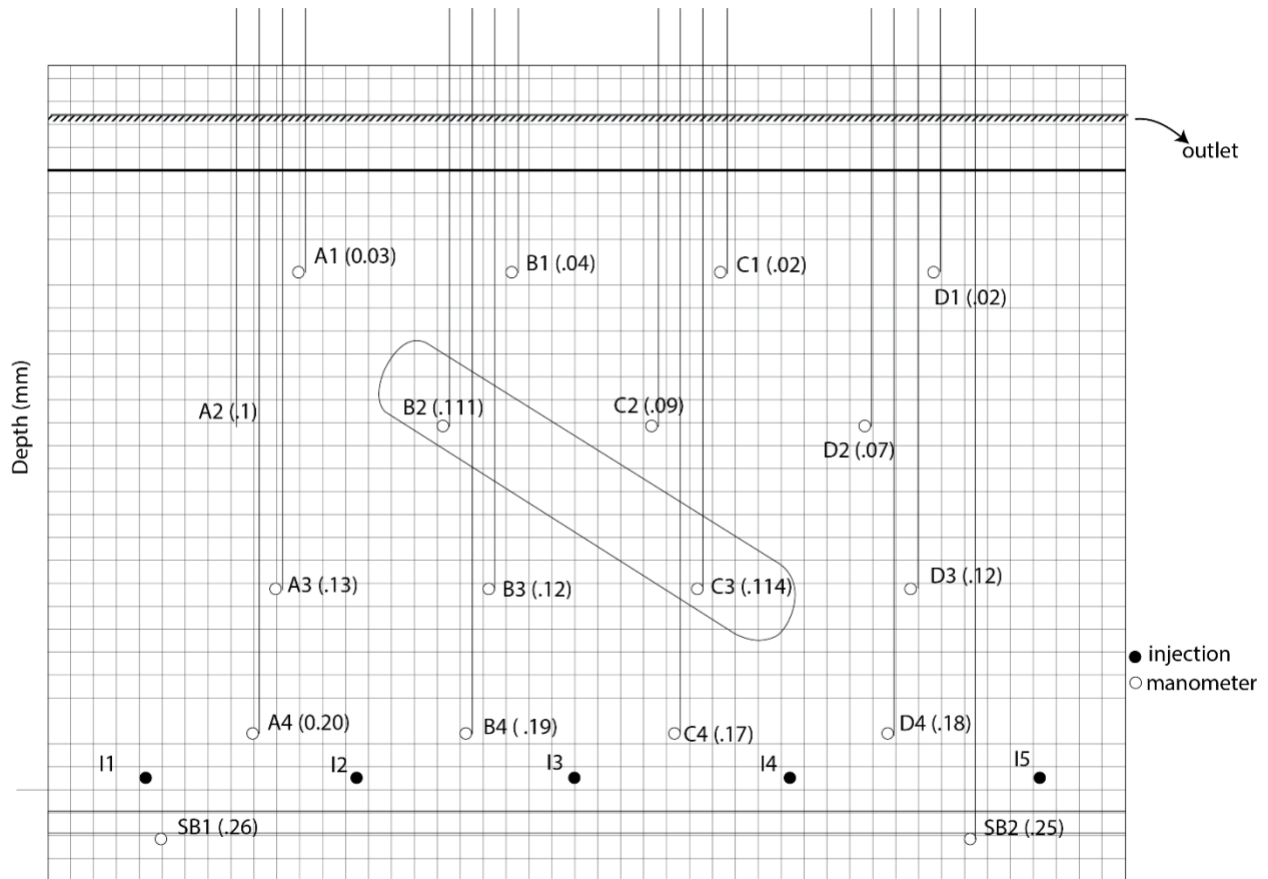 outlet
A1 (0.03)
B1 (.04)
C1 (.02)
D1 (.02)
Depth (mm)
A2 (.1)
B2 (.111)
C2 (.09)
D2 (.07)
A3 (.13)
B3 (.12)
C3 (.114)
D3 (.12)
injection
manometer
A4 (0.20)
B4 ( .19)
C4 (.17)
D4 (.18)
I1
I2
I3
I4
I5
SB1 (.26)
SB2 (.25)